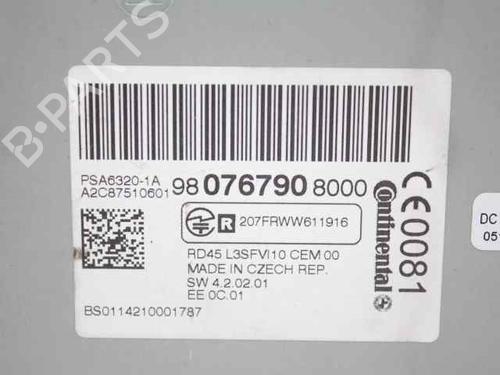 B-PARTS
PSA6320-1A
A2C87510601
98 076790 8000
R 207FRWW611916
RD45 L3SFVI10 CEM 00
MADE IN CZECH REP.
SW 4.2.02.01
EE 0C.01
BS0114210001787
Continental
CE0081
DC
051